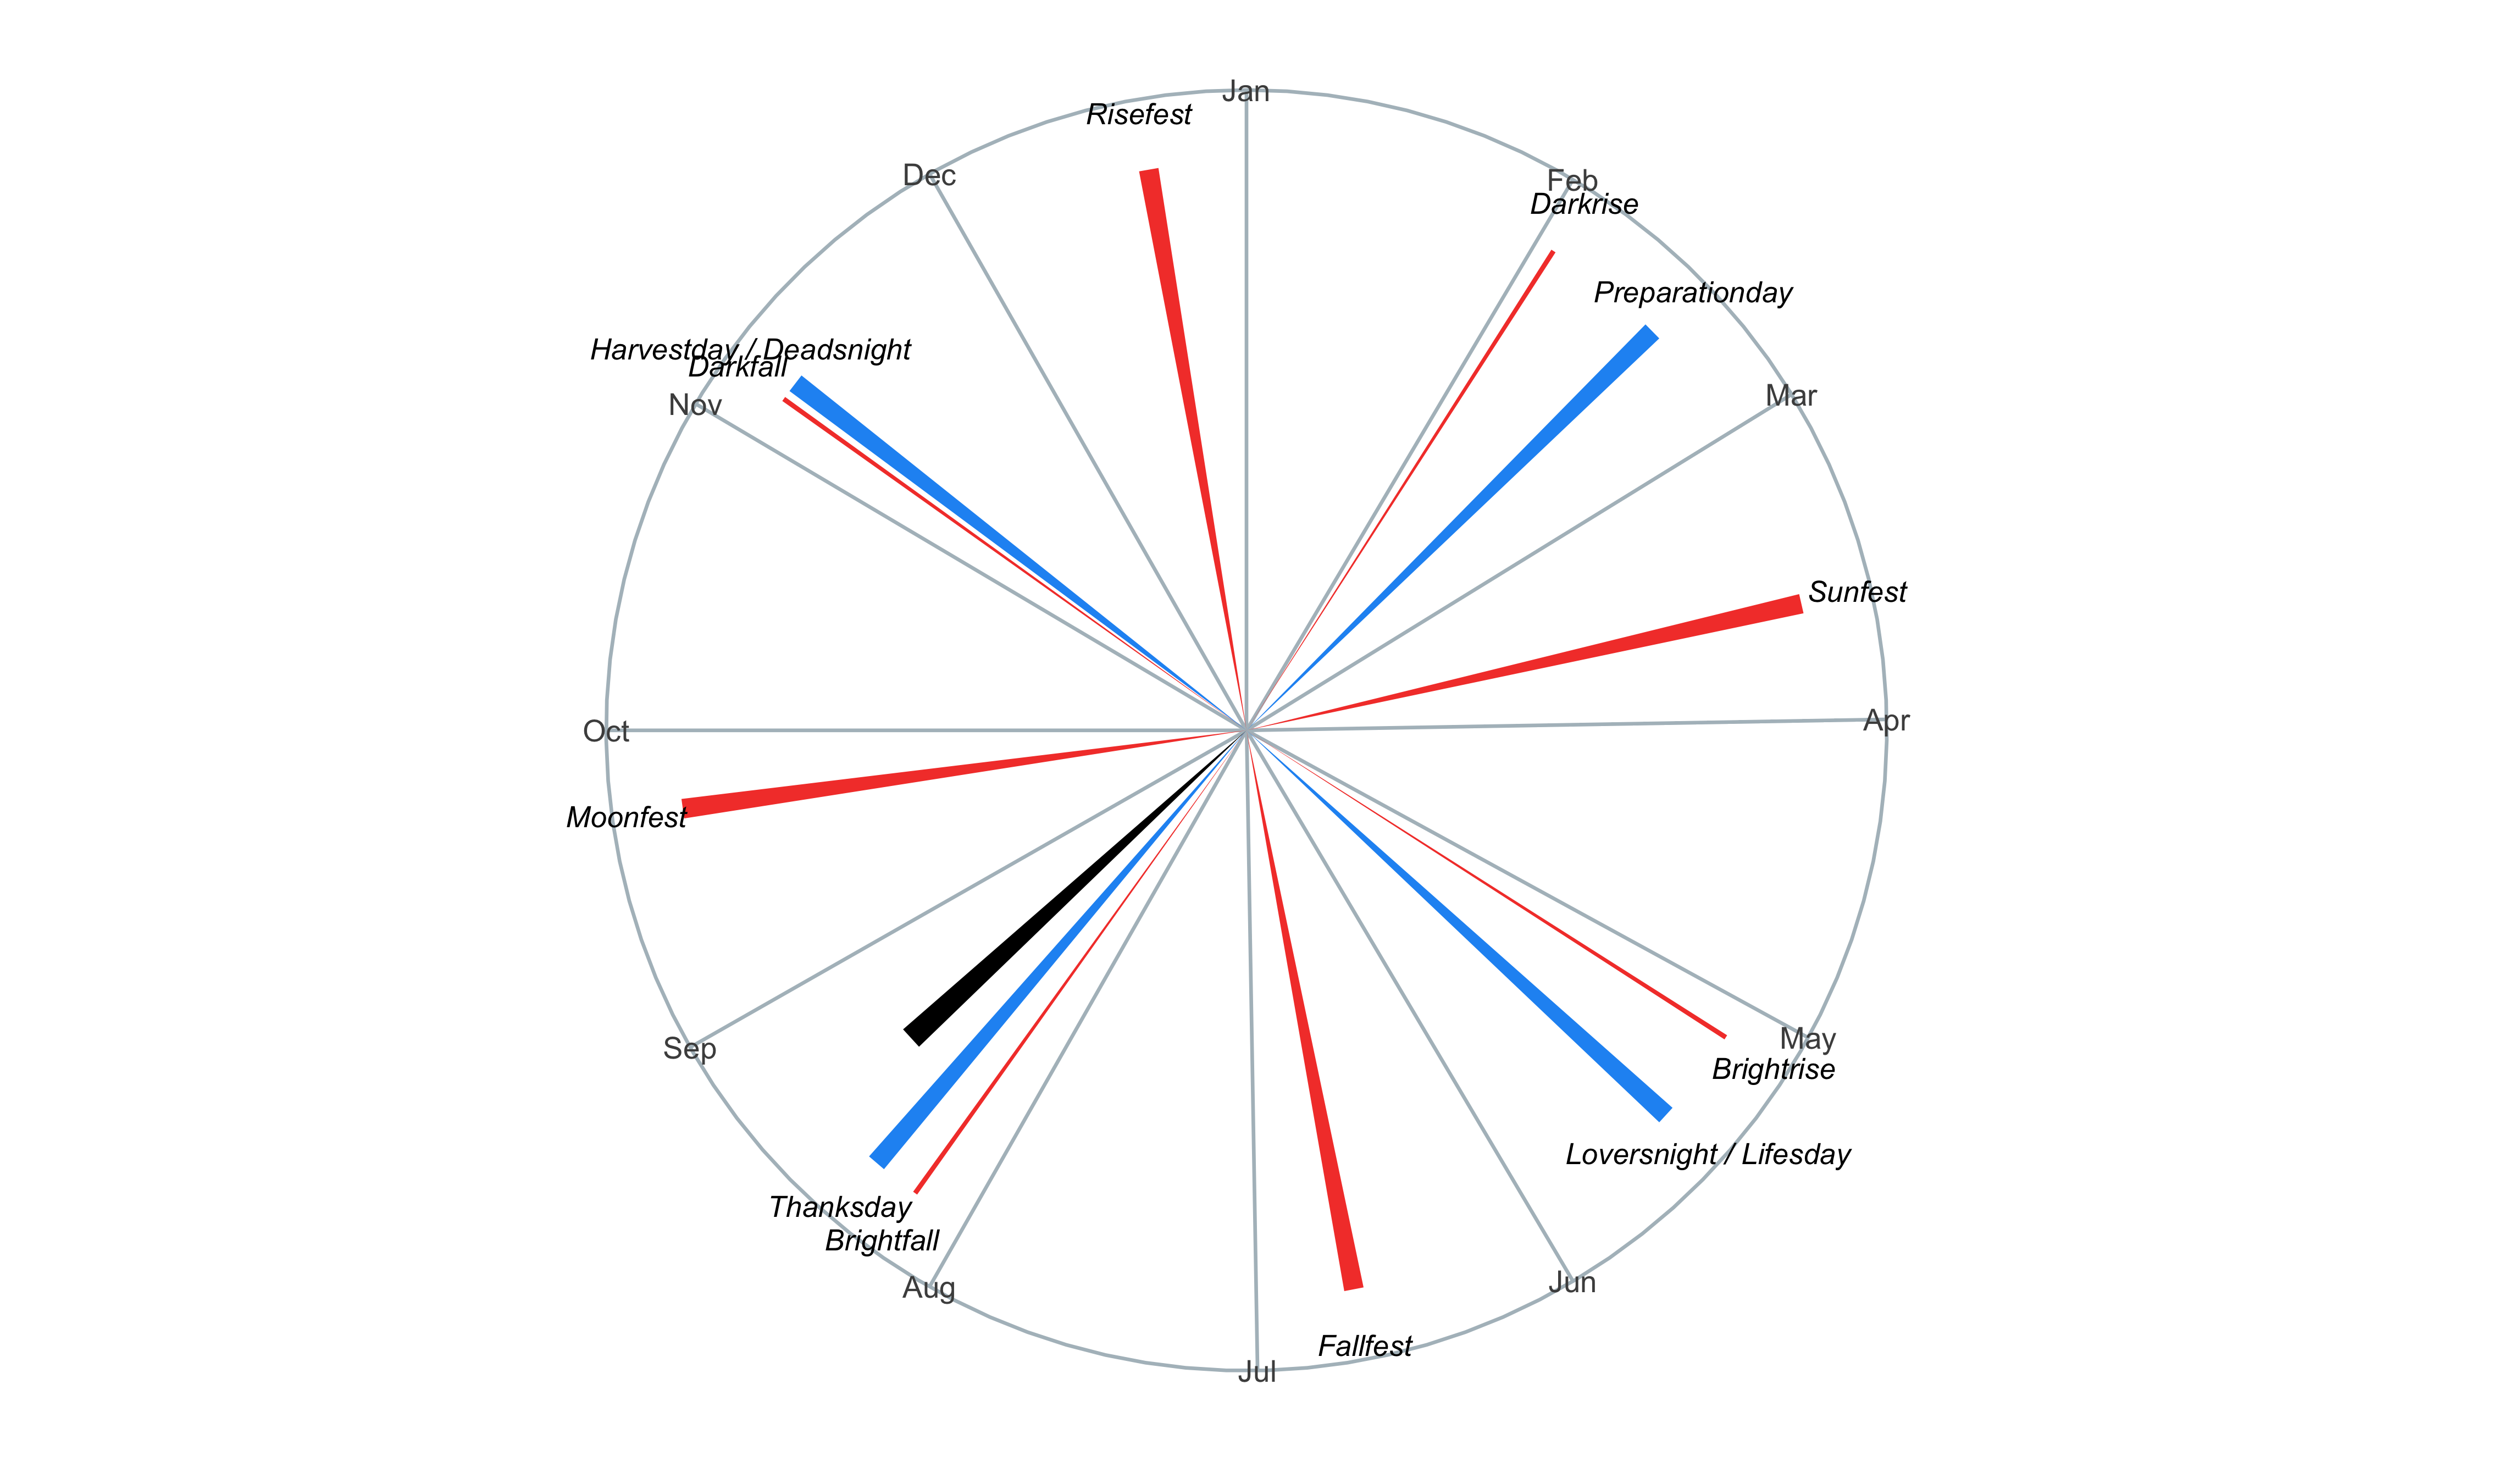 Jan
Risefest
Dec
Feb
Darkrise
Preparationday
Harvestday / Deadsnight
Darkfall
Mar
Nov
Sunfest
Apr
Oct
Moonfest
May
Sep
Brightrise
Loversnight / Lifesday
Thanksday
Brightfall
Jun
Aug
Fallfest
Jul